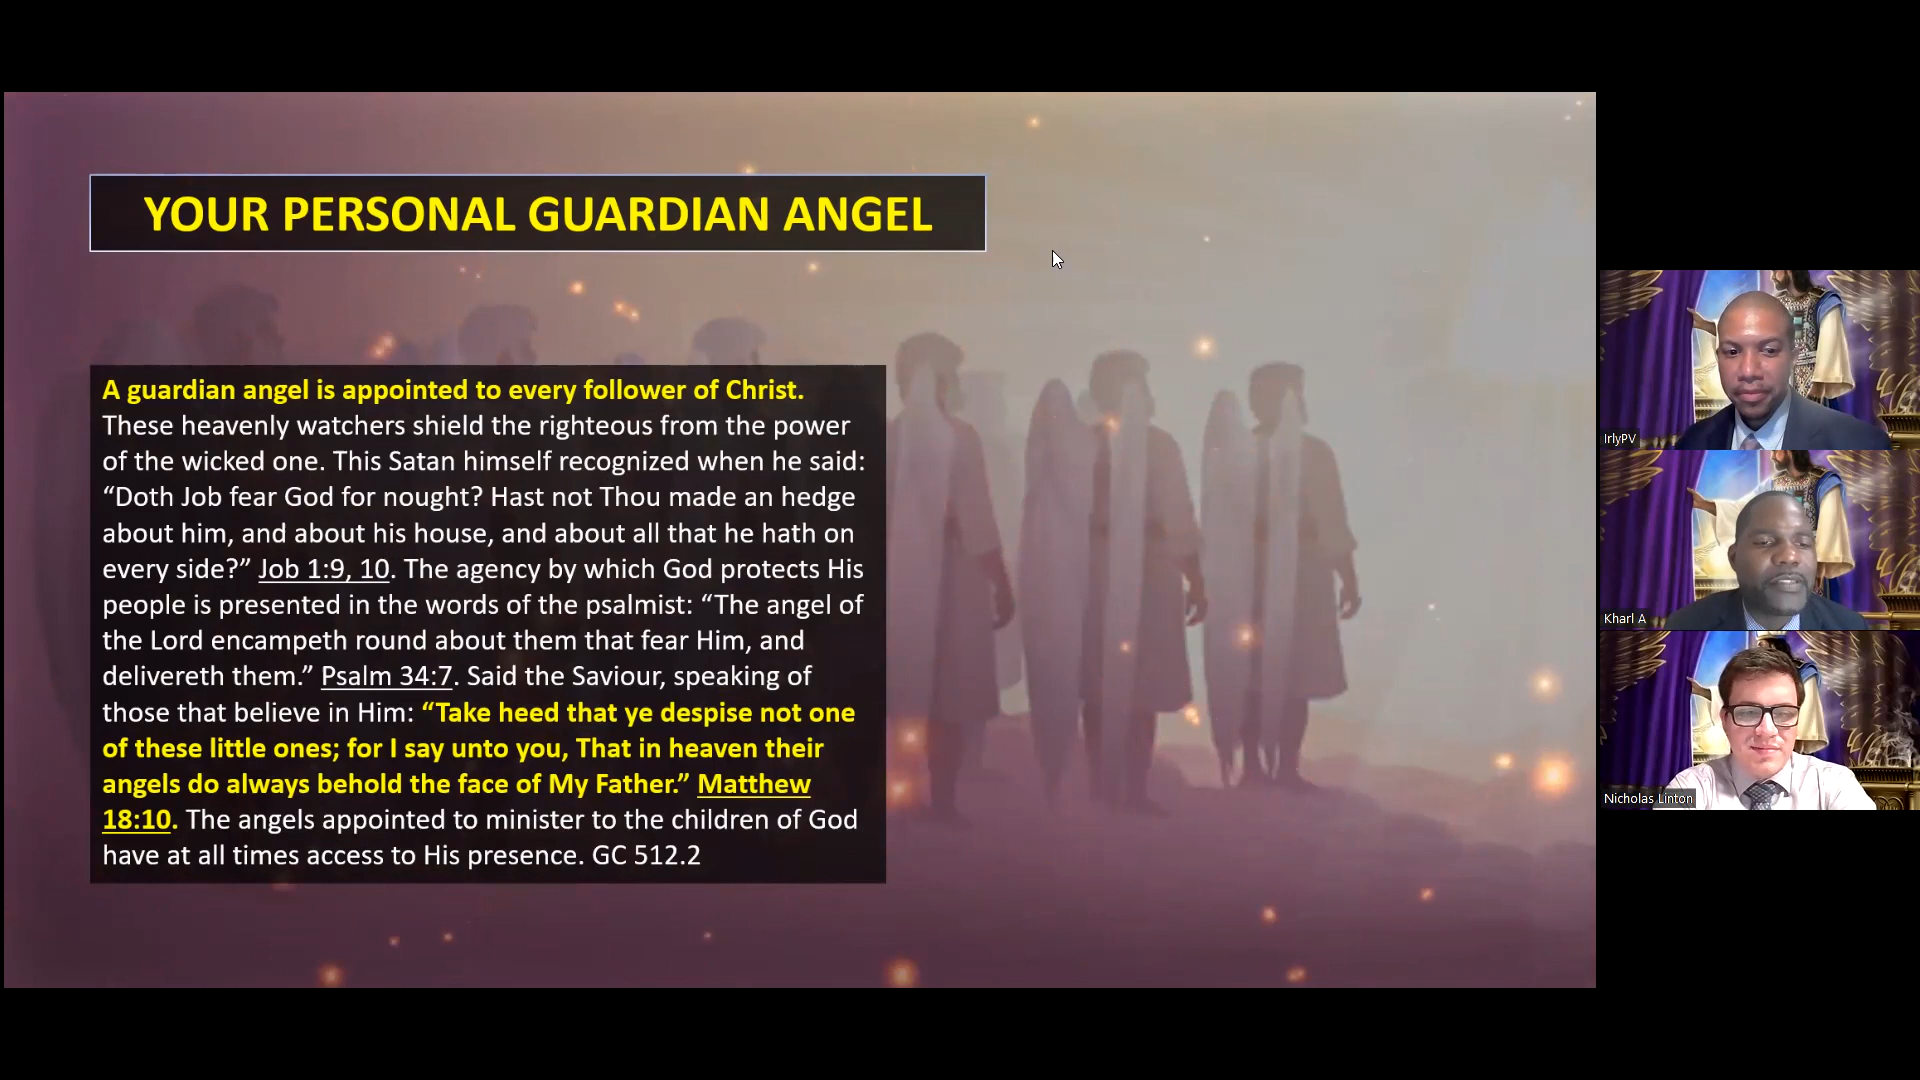 YOUR PERSONAL GUARDIAN ANGEL
A guardian angel is appointed to every follower of Christ.
These heavenly watchers shield the righteous from the power
of the wicked one. This Satan himself recognized when he said:
“Doth Job fear God for nought? Hast not Thou made an hedge
about him, and about his house, and about all that he hath on
every side?” Job 1:9, 10. The agency by which God protects His
people is presented in the words of the psalmist: “The angel of
the Lord encampeth round about them that fear Him, and
delivereth them.” Psalm 34:7. Said the Saviour, speaking of
those that believe in Him: “Take heed that ye despise not one
of these little ones; for I say unto you, That in heaven their
angels do always behold the face of My Father.” Matthew
18:10. The angels appointed to minister to the children of God
have at all times access to His presence. GC 512.2
IrlyPV
Kharl A
Nicholas Linton